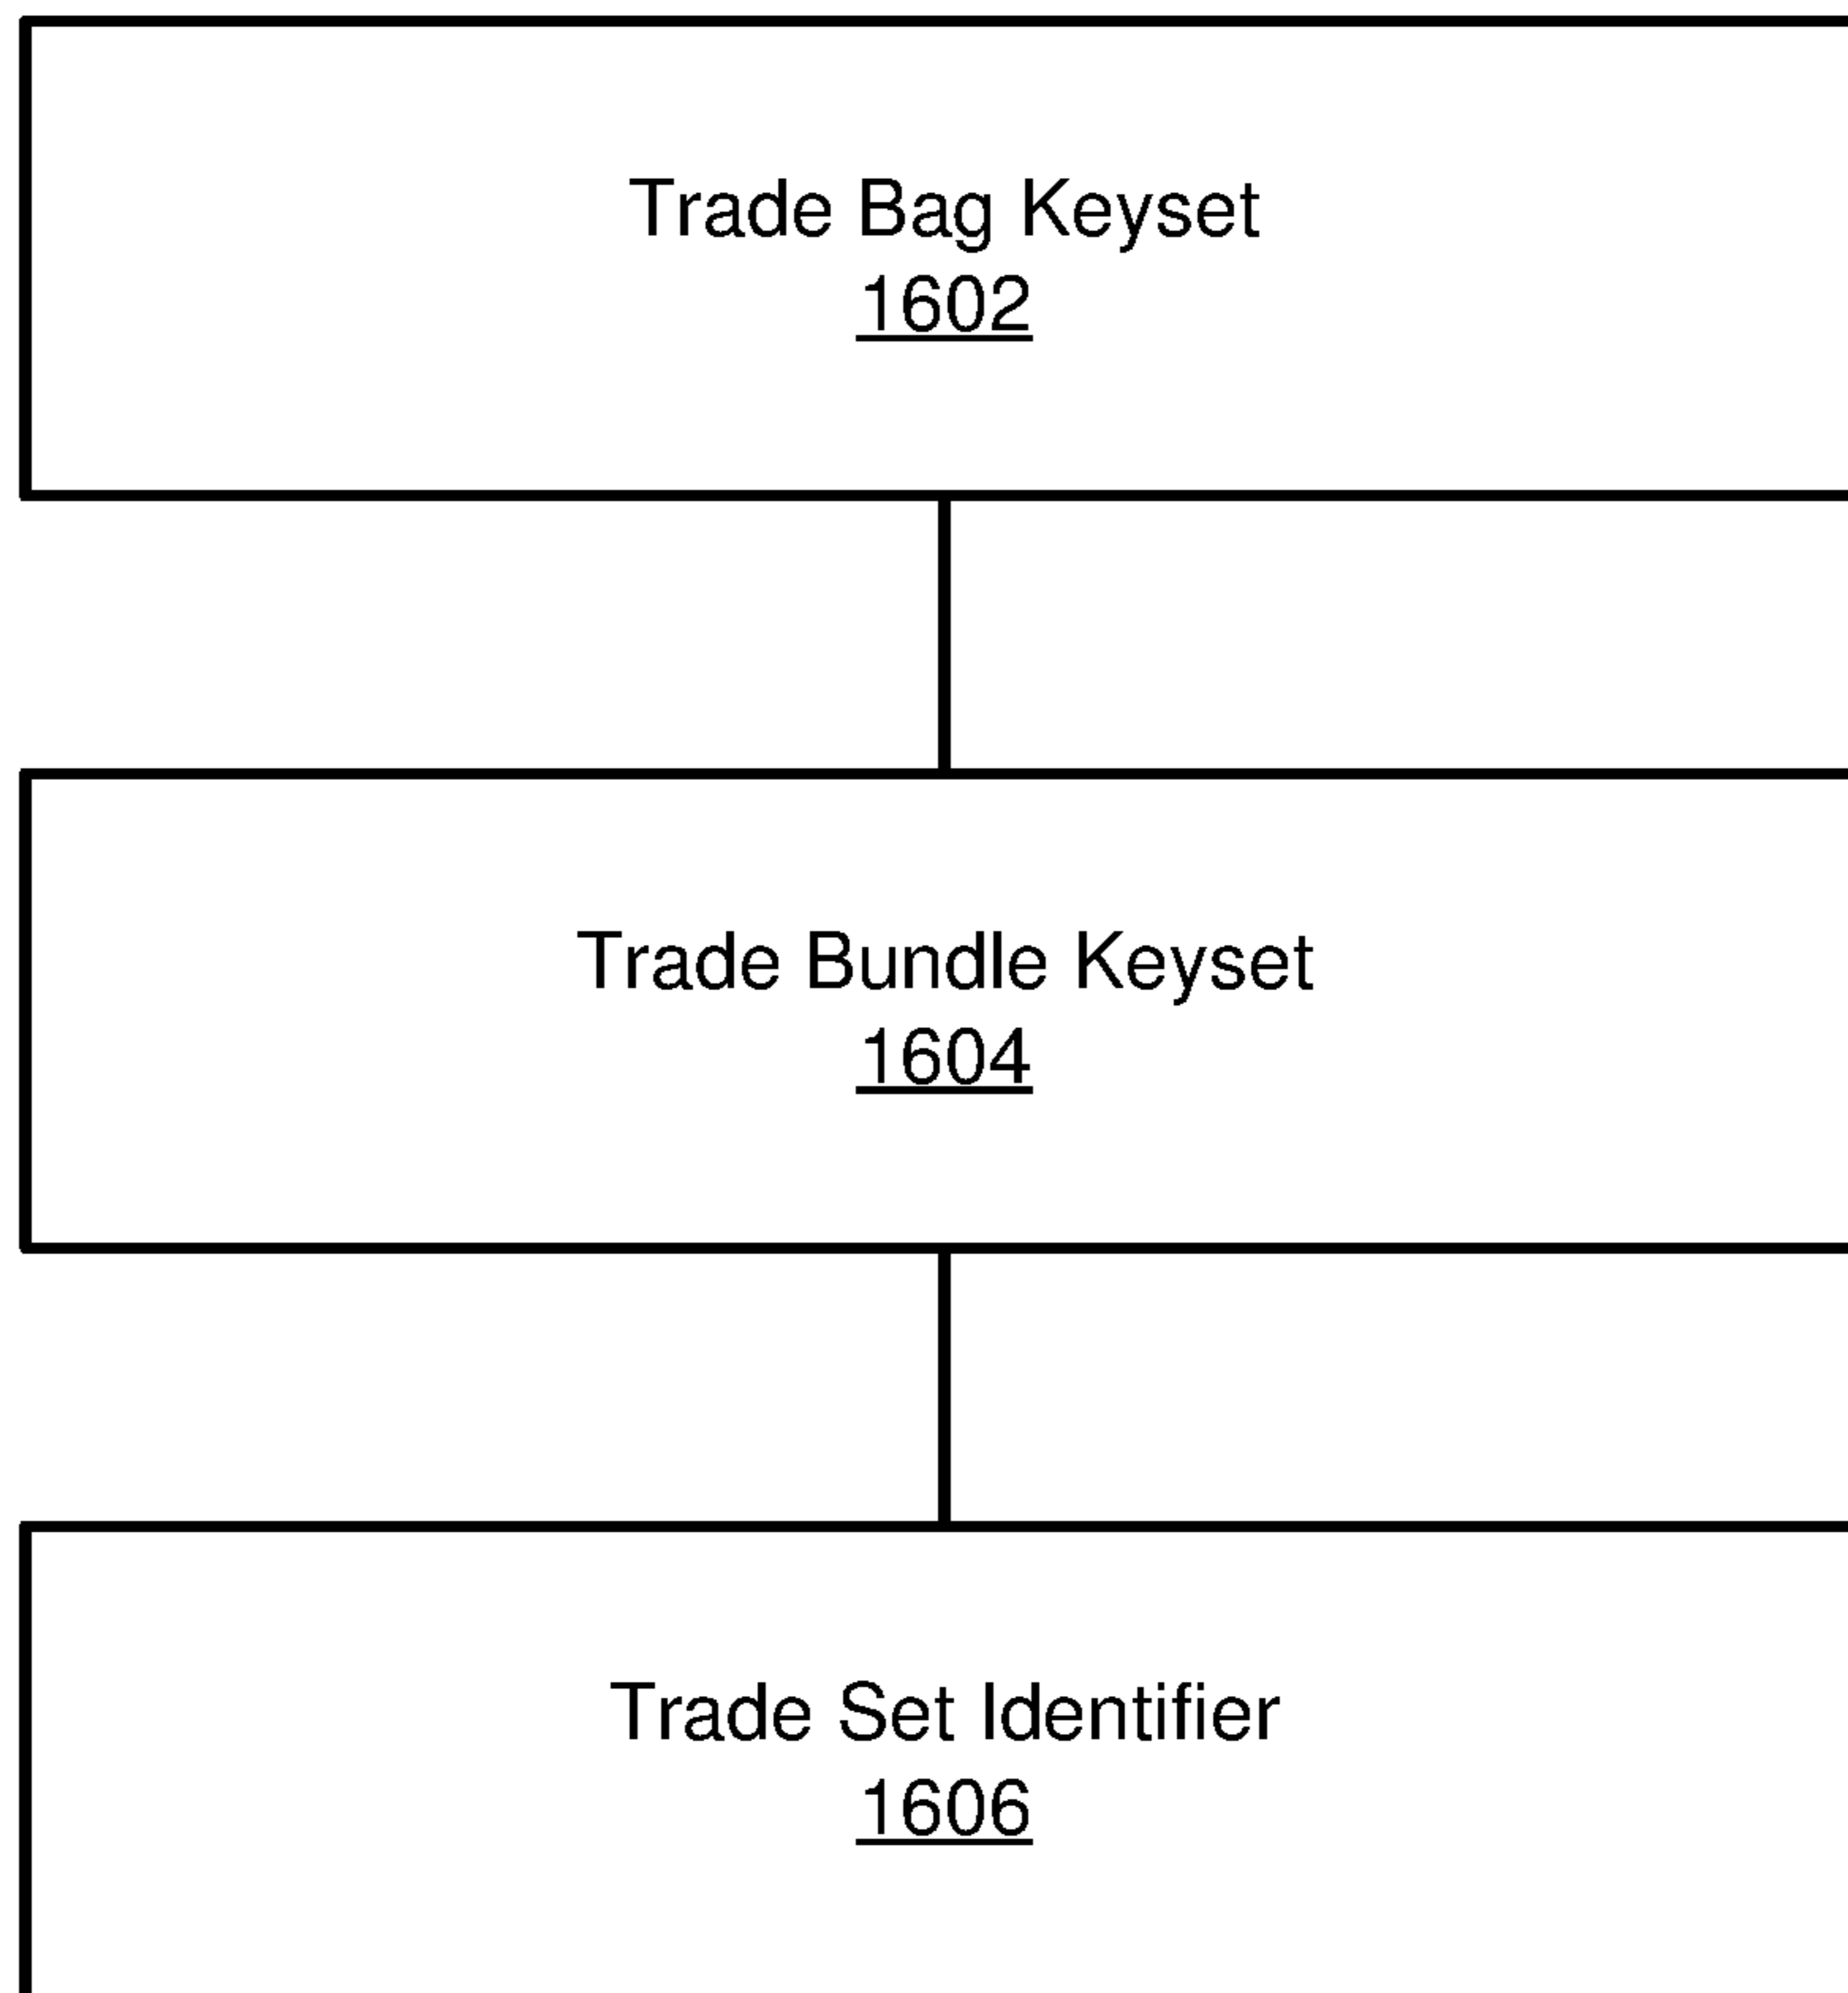 Trade Bag Keyset
1602
Trade Bundle Keyset
1604
Trade Set Identifier
1606